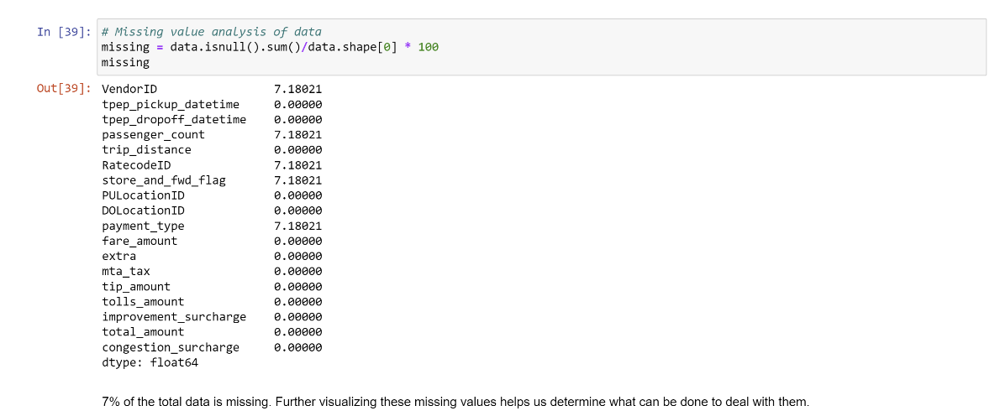 In [39]: # Missing value analysis of data
missing = data.isnull().sum()/data.shape[0] * 100
missing
Out[39]: VendorID 7.18021
tpep_pickup_datetime 0.00000
tpep_dropoff_datetime 0.00000
passenger_count 7.18021
trip_distance 0.00000
RatecodeID 7.18021
store_and_fwd_flag 7.18021
PULocationID 0.00000
DOLocationID 0.00000
payment_type 7.18021
fare_amount 0.00000
extra 0.00000
mta_tax 0.00000
tip_amount 0.00000
tolls_amount 0.00000
improvement_surcharge 0.00000
total_amount 0.00000
congestion_surcharge 0.00000
dtype: float64
7% of the total data is missing. Further visualizing these missing values helps us determine what can be done to deal with them.